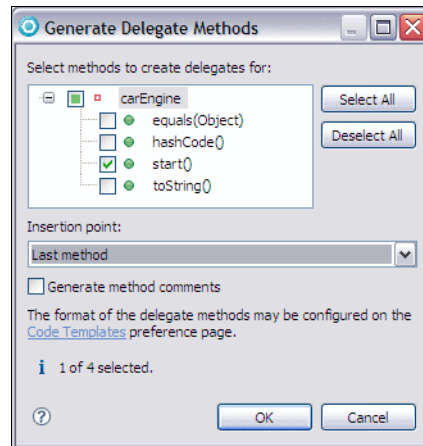 Generate Delegate Methods
Select methods to create delegates for:
carEngine
equals(Object)
hashCode()
start()
toString()
Select All
Deselect All
Insertion point:
Last method
Generate method comments
The format of the delegate methods may be configured on the
Code Templates preference page.
i 1 of 4 selected.
?
OK
Cancel